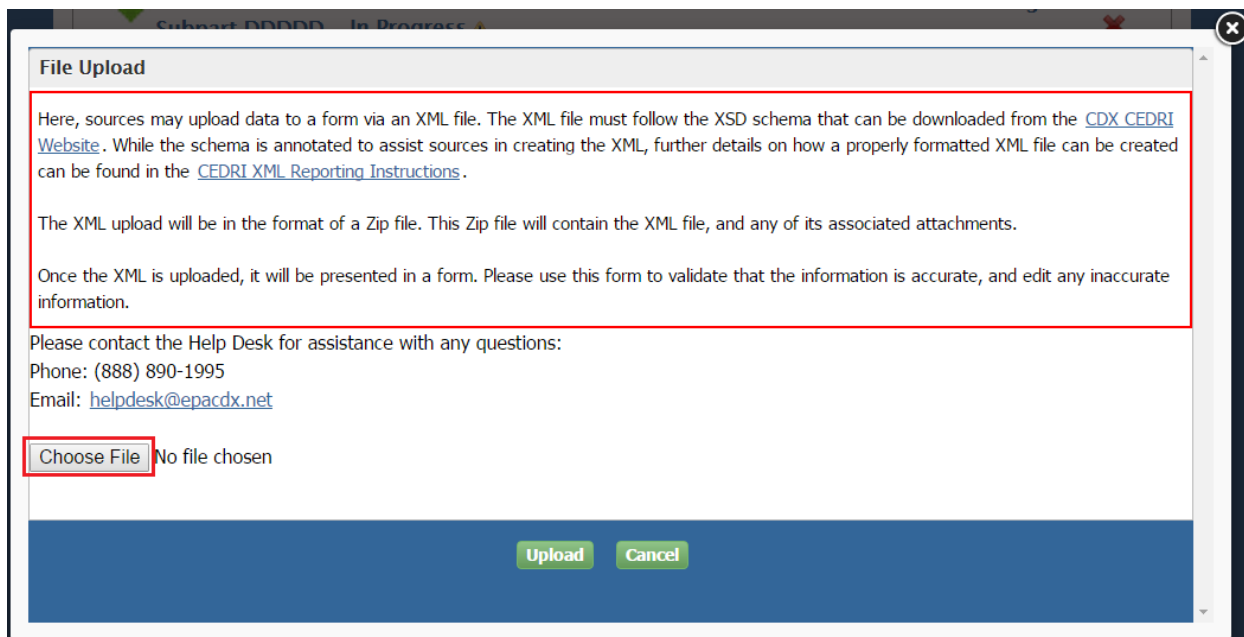 Subpart DDDDD - In Progress
File Upload
Here, sources may upload data to a form via an XML file. The XML file must follow the XSD schema that can be downloaded from the CDX CEDRI
Website. While the schema is annotated to assist sources in creating the XML, further details on how a properly formatted XML file can be created
can be found in the CEDRI XML Reporting Instructions.
The XML upload will be in the format of a Zip file. This Zip file will contain the XML file, and any of its associated attachments.
Once the XML is uploaded, it will be presented in a form. Please use this form to validate that the information is accurate, and edit any inaccurate
information.
Please contact the Help Desk for assistance with any questions:
Phone: (888) 890-1995
Email: helpdesk@epacdx.net
Choose File No file chosen
Upload Cancel